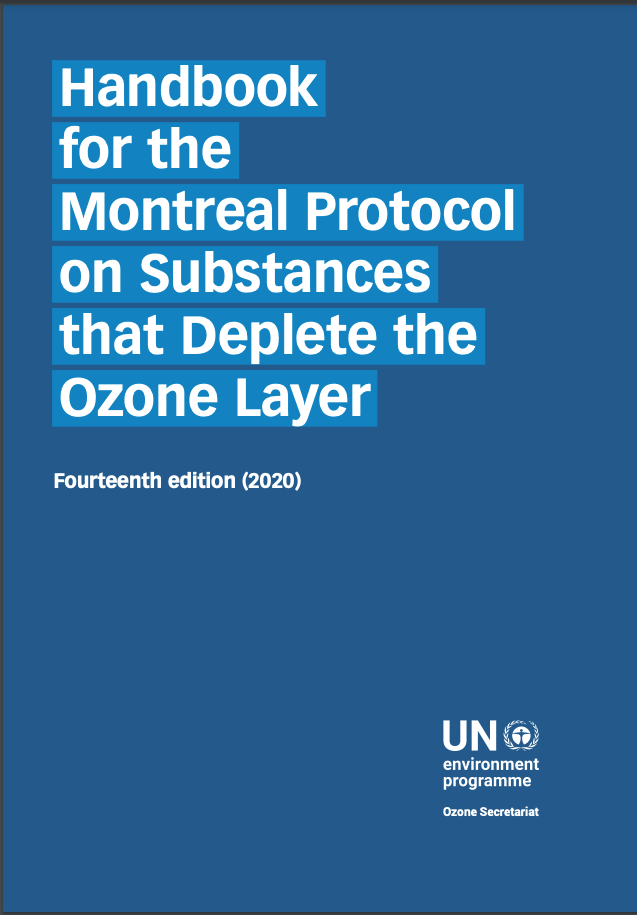 Handbook
for the
Montreal Protocol
on Substances
that Deplete the
Ozone Layer
Fourteenth edition (2020)
UN
environment
programme
Ozone Secretariat